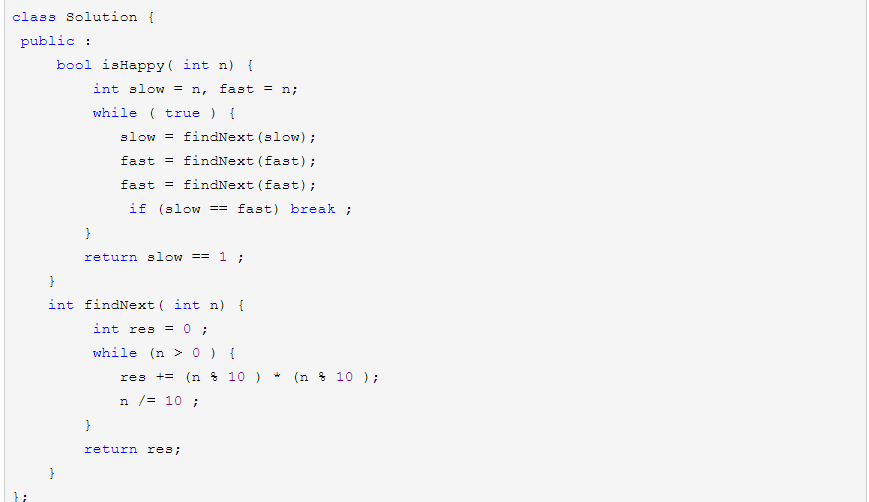 class Solution {
public :
bool isHappy( int n) {
int slow = n, fast = n;
while ( true ) {
slow = findNext(slow);
fast = findNext(fast);
fast = findNext(fast);
if (slow == fast) break ;
}
return slow == 1 ;
}
int findNext( int n) {
int res = 0 ;
while (n > 0 ) {
res += (n % 10 ) * (n % 10 );
n /= 10 ;
}
return res;
}
};